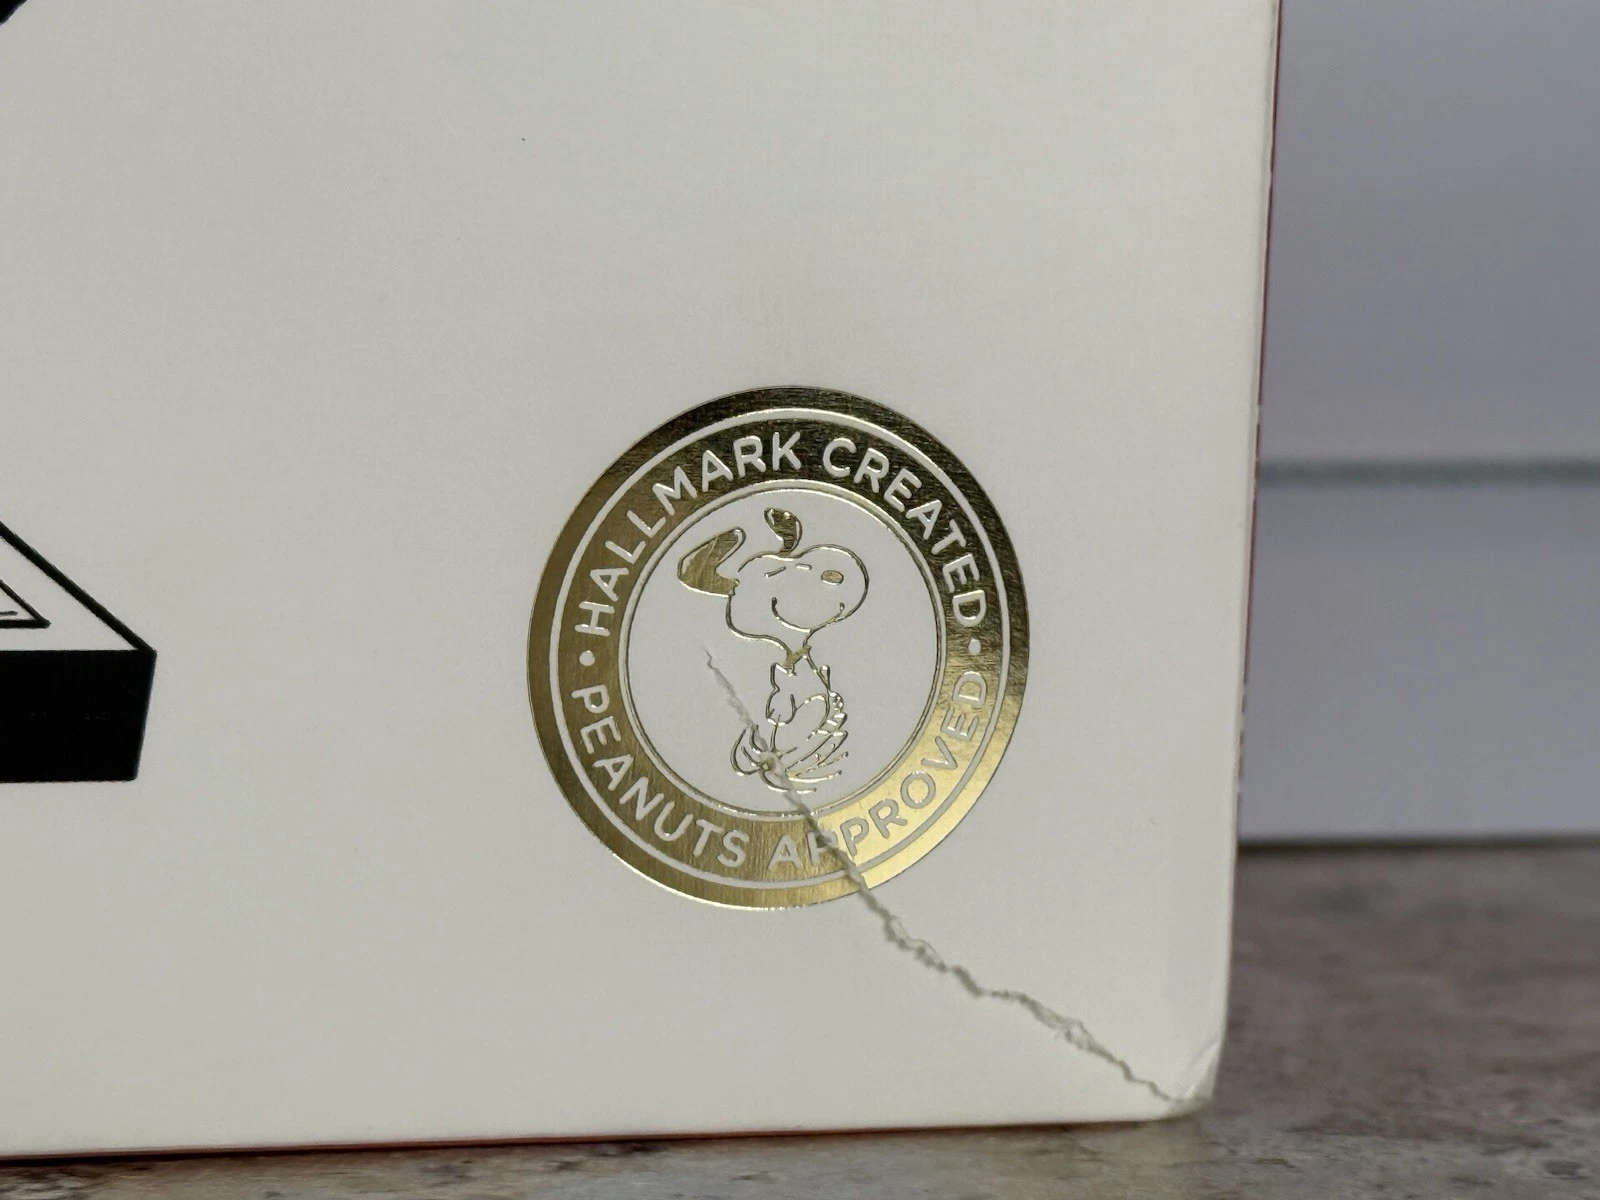 • HALLMARK CREATED •
PEANUTS APPROVED